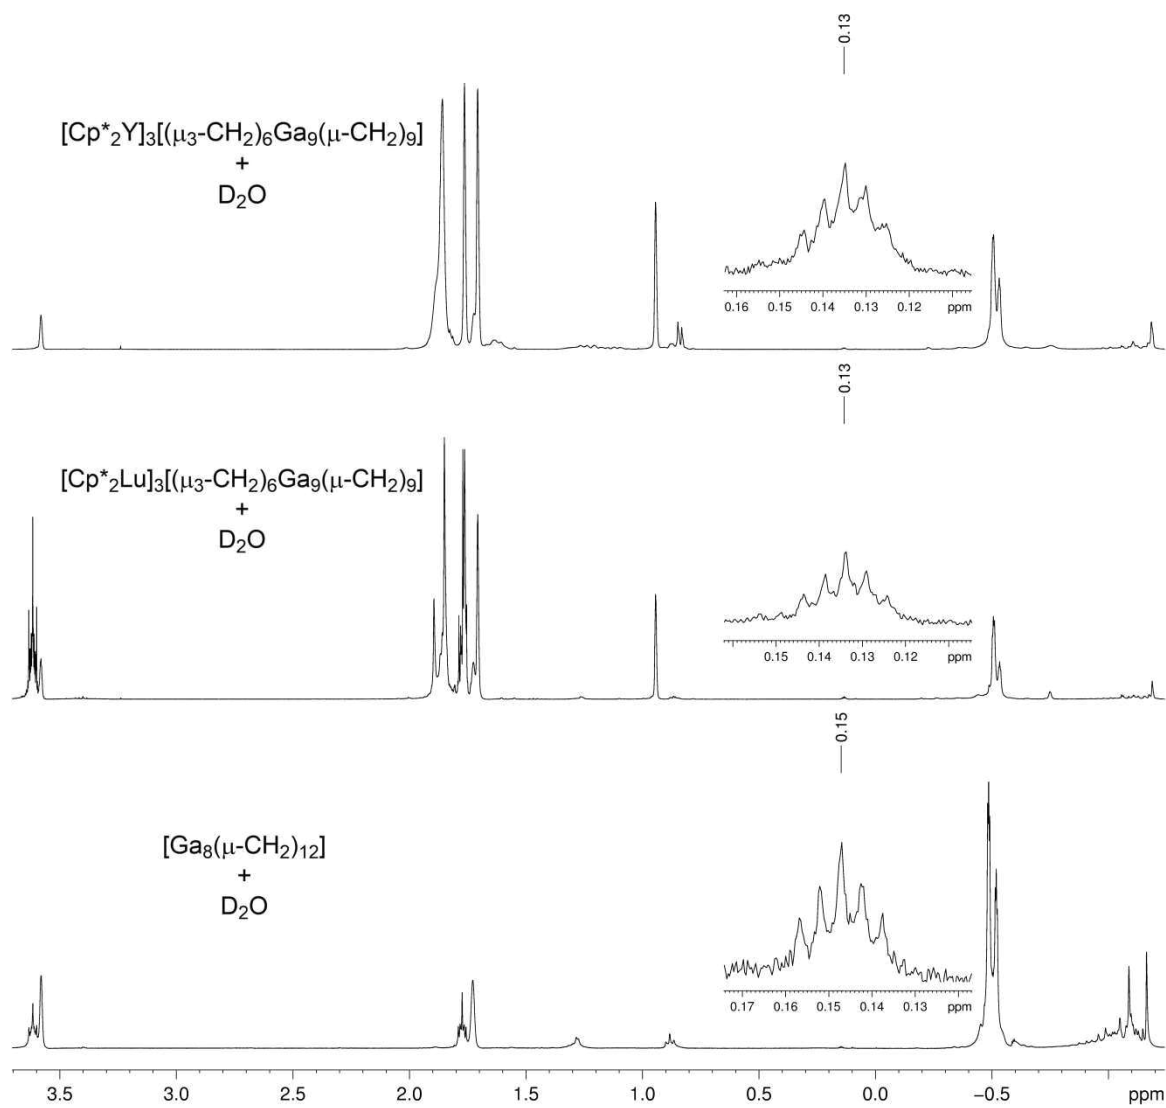 0.13
[Cp*₂Y]₃[(μ₃-CH₂)₆Ga₉(μ-CH₂)₉]
+
D₂O
0.16 0.15 0.14 0.13 0.12 ppm
0.13
[Cp*₂Lu]₃[(μ₃-CH₂)₆Ga₉(μ-CH₂)₉]
+
D₂O
0.15 0.14 0.13 0.12 ppm
0.15
[Ga₈(μ-CH₂)₁₂]
+
D₂O
0.17 0.16 0.15 0.14 0.13 ppm
3.5 3.0 2.5 2.0 1.5 1.0 0.5 0.0 −0.5 ppm